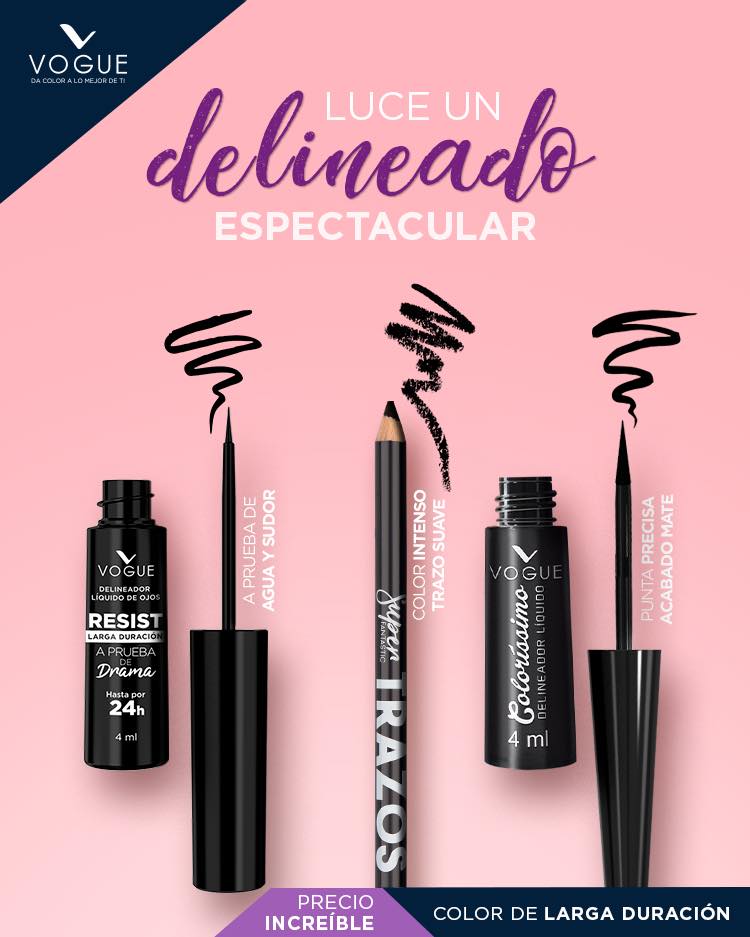 VOGUE
DA COLOR A LO MEJOR DE TI
LUCE UN
delineado
ESPECTACULAR
A PRUEBA DE
AGUA Y SUDOR
COLOR INTENSO
TRAZO SUAVE
PUNTA PRECISA
ACABADO MATE
VOGUE
DELINEADOR
LÍQUIDO DE OJOS
RESIST
LARGA DURACIÓN
A PRUEBA
DE
Drama
Hasta por
24h
4 ml
Super
FANTASTIC
TRAZOS
VOGUE
Coloríssimo
DELINEADOR LÍQUIDO
4 ml
PRECIO
INCREÍBLE
COLOR DE LARGA DURACIÓN